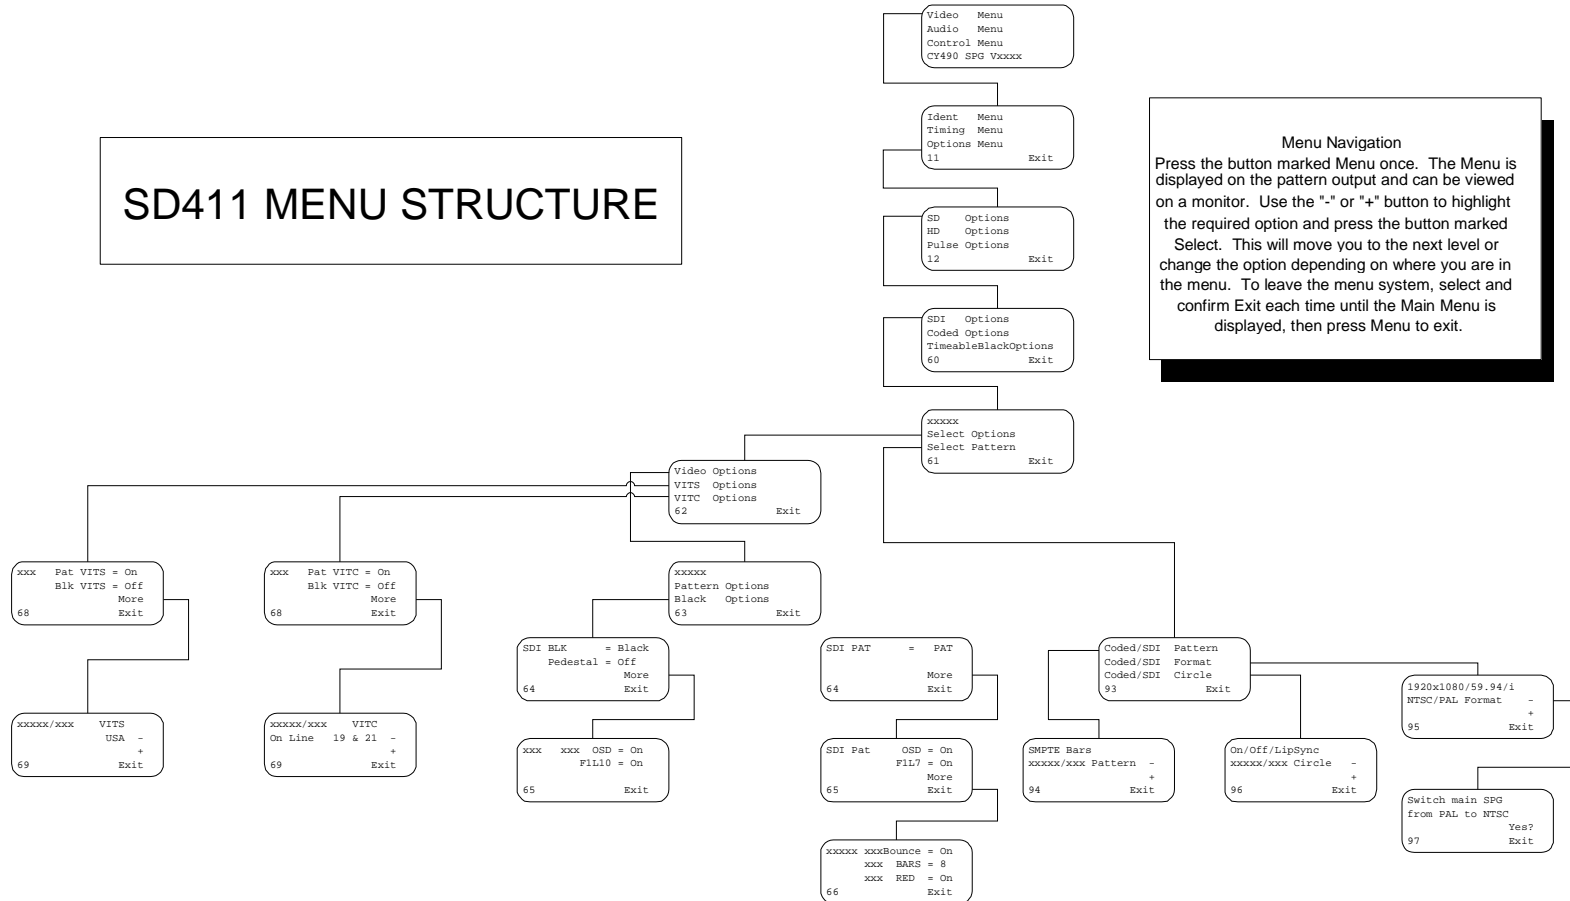 Video Menu
Audio Menu
Control Menu
CY490 SPG Vxxxx
Ident Menu
Timing Menu
Options Menu
11 Exit
SD411 MENU STRUCTURE
Menu Navigation
Press the button marked Menu once. The Menu is
displayed on the pattern output and can be viewed
on a monitor. Use the "-" or "+" button to highlight
the required option and press the button marked
Select. This will move you to the next level or
change the option depending on where you are in
the menu. To leave the menu system, select and
confirm Exit each time until the Main Menu is
displayed, then press Menu to exit.
SD Options
HD Options
Pulse Options
12 Exit
SDI Options
Coded Options
TimeableBlackOptions
60 Exit
xxxxx
Select Options
Select Pattern
61 Exit
Video Options
VITS Options
VITC Options
62 Exit
xxx Pat VITS = On
Blk VITS = Off
More
68 Exit
xxx Pat VITC = On
Blk VITC = Off
More
68 Exit
xxxxx
Pattern Options
Black Options
63 Exit
SDI BLK = Black
Pedestal = Off
More
64 Exit
SDI PAT = PAT
More
64 Exit
Coded/SDI Pattern
Coded/SDI Format
Coded/SDI Circle
93 Exit
1920x1080/59.94/i
NTSC/PAL Format -
+
95 Exit
xxxxx/xxx VITS
USA -
+
69 Exit
xxxxx/xxx VITC
On Line 19 & 21 -
+
69 Exit
xxx xxx OSD = On
F1L10 = On
65 Exit
SDI Pat OSD = On
F1L7 = On
More
65 Exit
SMPTE Bars
xxxxx/xxx Pattern -
+
94 Exit
On/Off/LipSync
xxxxx/xxx Circle -
+
96 Exit
Switch main SPG
from PAL to NTSC
Yes?
97 Exit
xxxxx xxxBounce = On
xxx BARS = 8
xxx RED = On
66 Exit